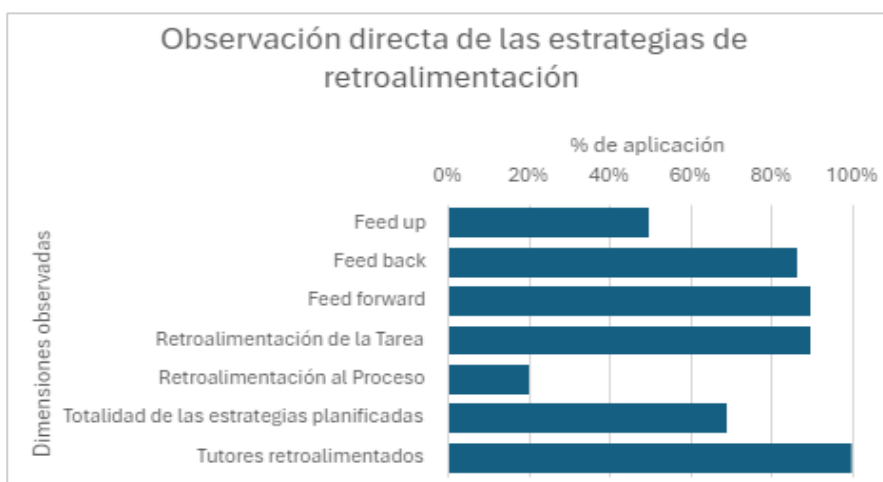 Observación directa de las estrategias de
retroalimentación
% de aplicación
0% 20% 40% 60% 80% 100%
Dimensiones observadas
Feed up
Feed back
Feed forward
Retroalimentación de la Tarea
Retroalimentación al Proceso
Totalidad de las estrategias planificadas
Tutores retroalimentados